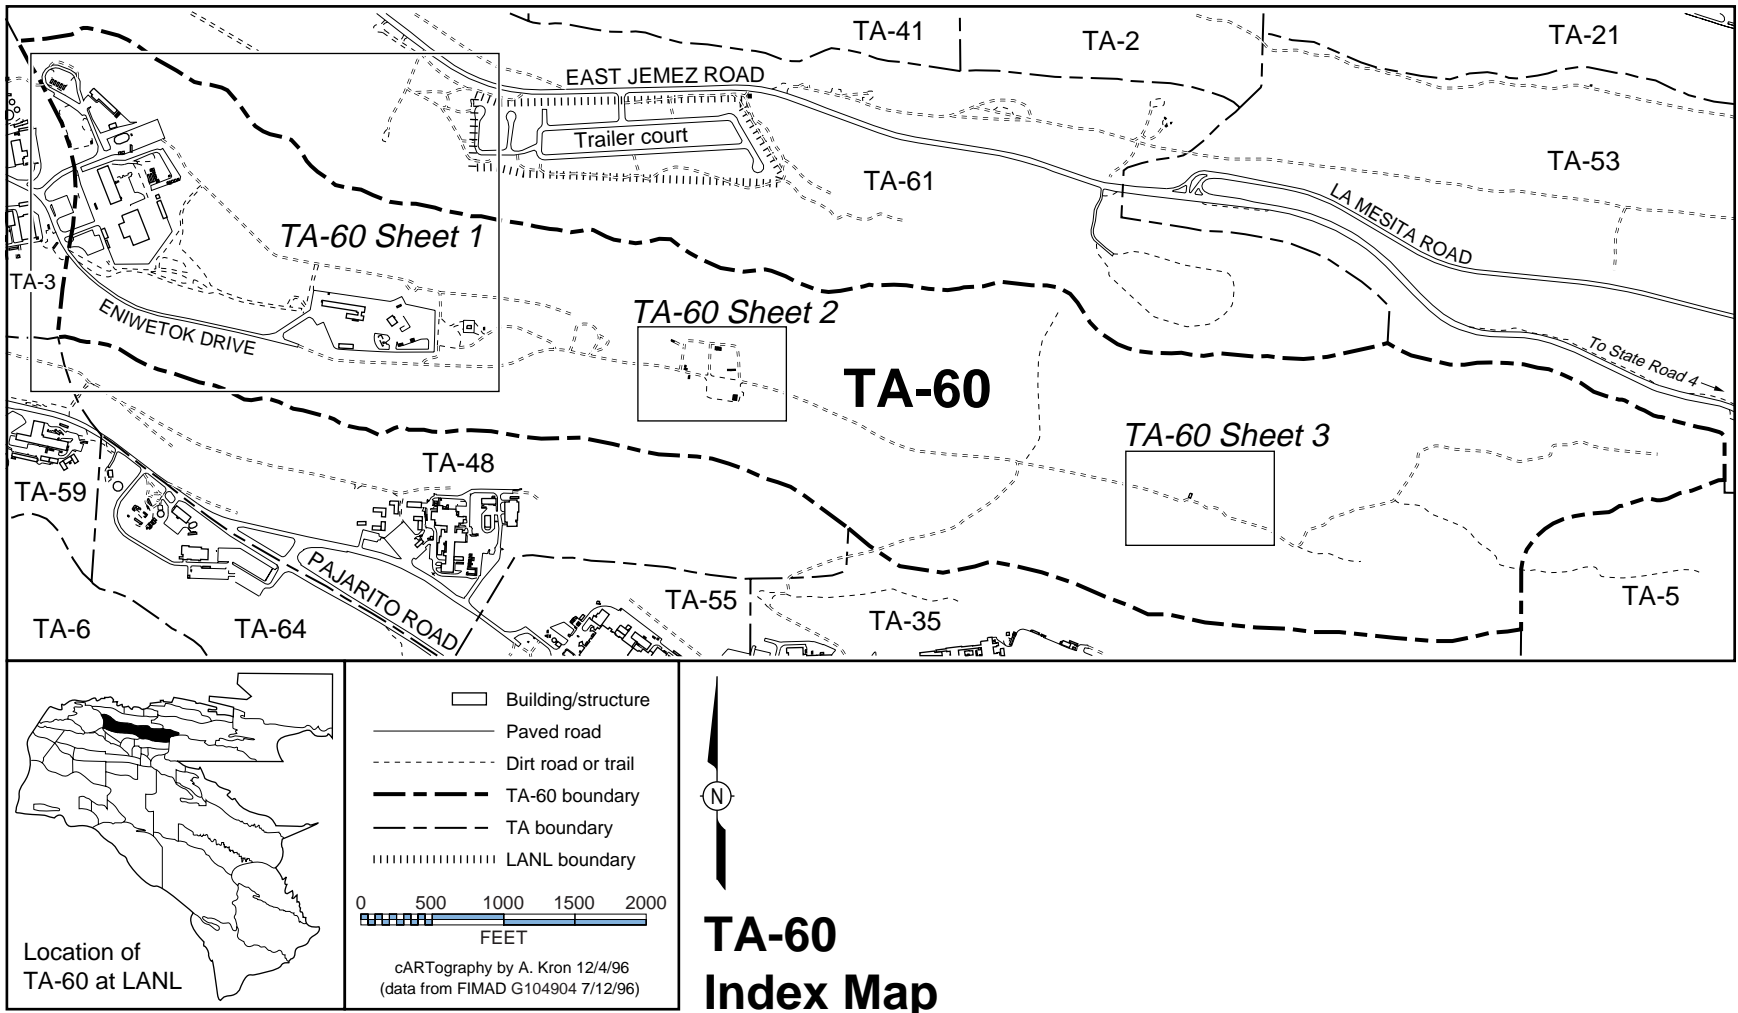 TA-41
TA-2
TA-21
EAST JEMEZ ROAD
Trailer court
TA-61
TA-53
LA MESITA ROAD
TA-60 Sheet 1
TA-3
ENIWETOK DRIVE
TA-60 Sheet 2
To State Road 4
TA-60
TA-60 Sheet 3
TA-48
TA-59
PAJARITO ROAD
TA-55
TA-35
TA-5
TA-6
TA-64
Building/structure
Paved road
Dirt road or trail
TA-60 boundary
TA boundary
LANL boundary
0 500 1000 1500 2000
FEET
cARTography by A. Kron 12/4/96
(data from FIMAD G104904 7/12/96)
Location of
TA-60 at LANL
N
TA-60
Index Map